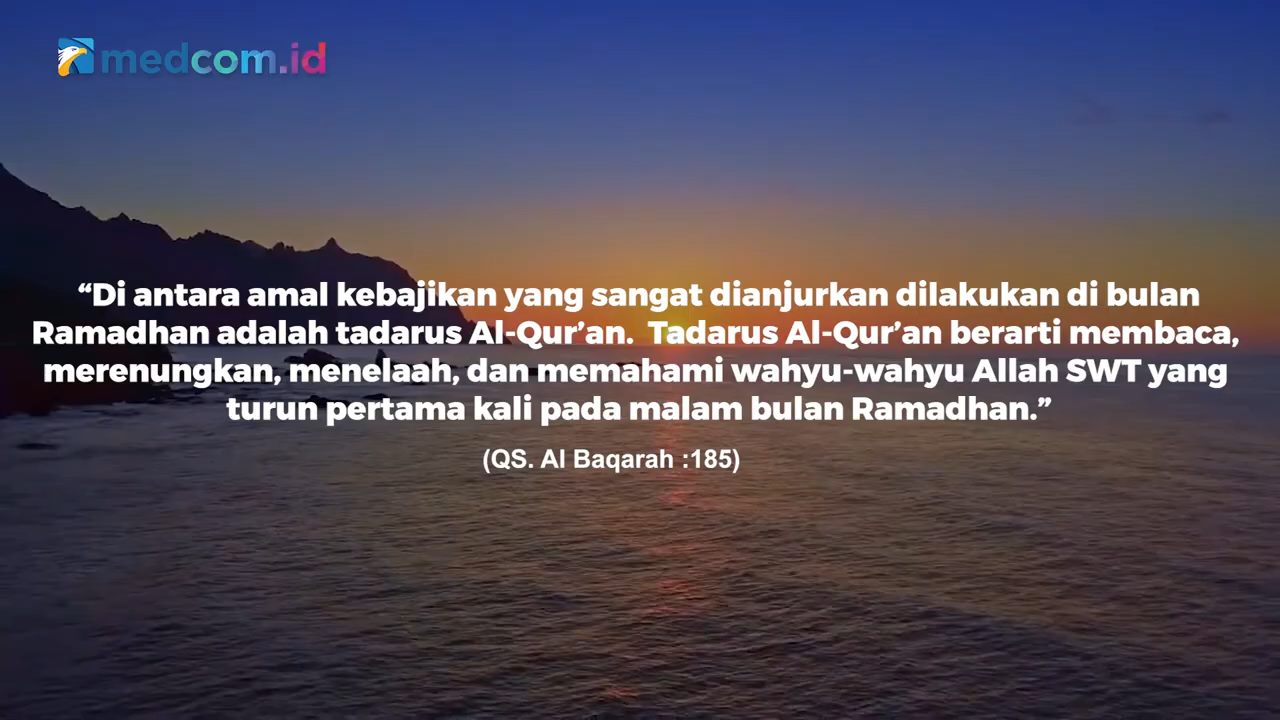 medcom.id
“Di antara amal kebajikan yang sangat dianjurkan dilakukan di bulan
Ramadhan adalah tadarus Al-Qur’an.  Tadarus Al-Qur’an berarti membaca,
merenungkan, menelaah, dan memahami wahyu-wahyu Allah SWT yang
turun pertama kali pada malam bulan Ramadhan.”
(QS. Al Baqarah :185)